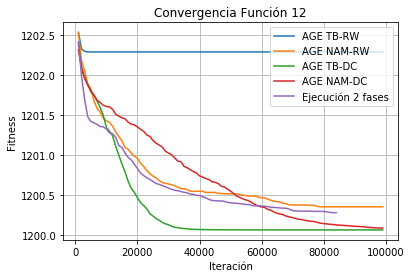 Convergencia Función 12
Fitness
1202.5
1202.0
1201.5
1201.0
1200.5
1200.0
AGE TB-RW
AGE NAM-RW
AGE TB-DC
AGE NAM-DC
Ejecución 2 fases
0
20000
40000
60000
80000
100000
Iteración